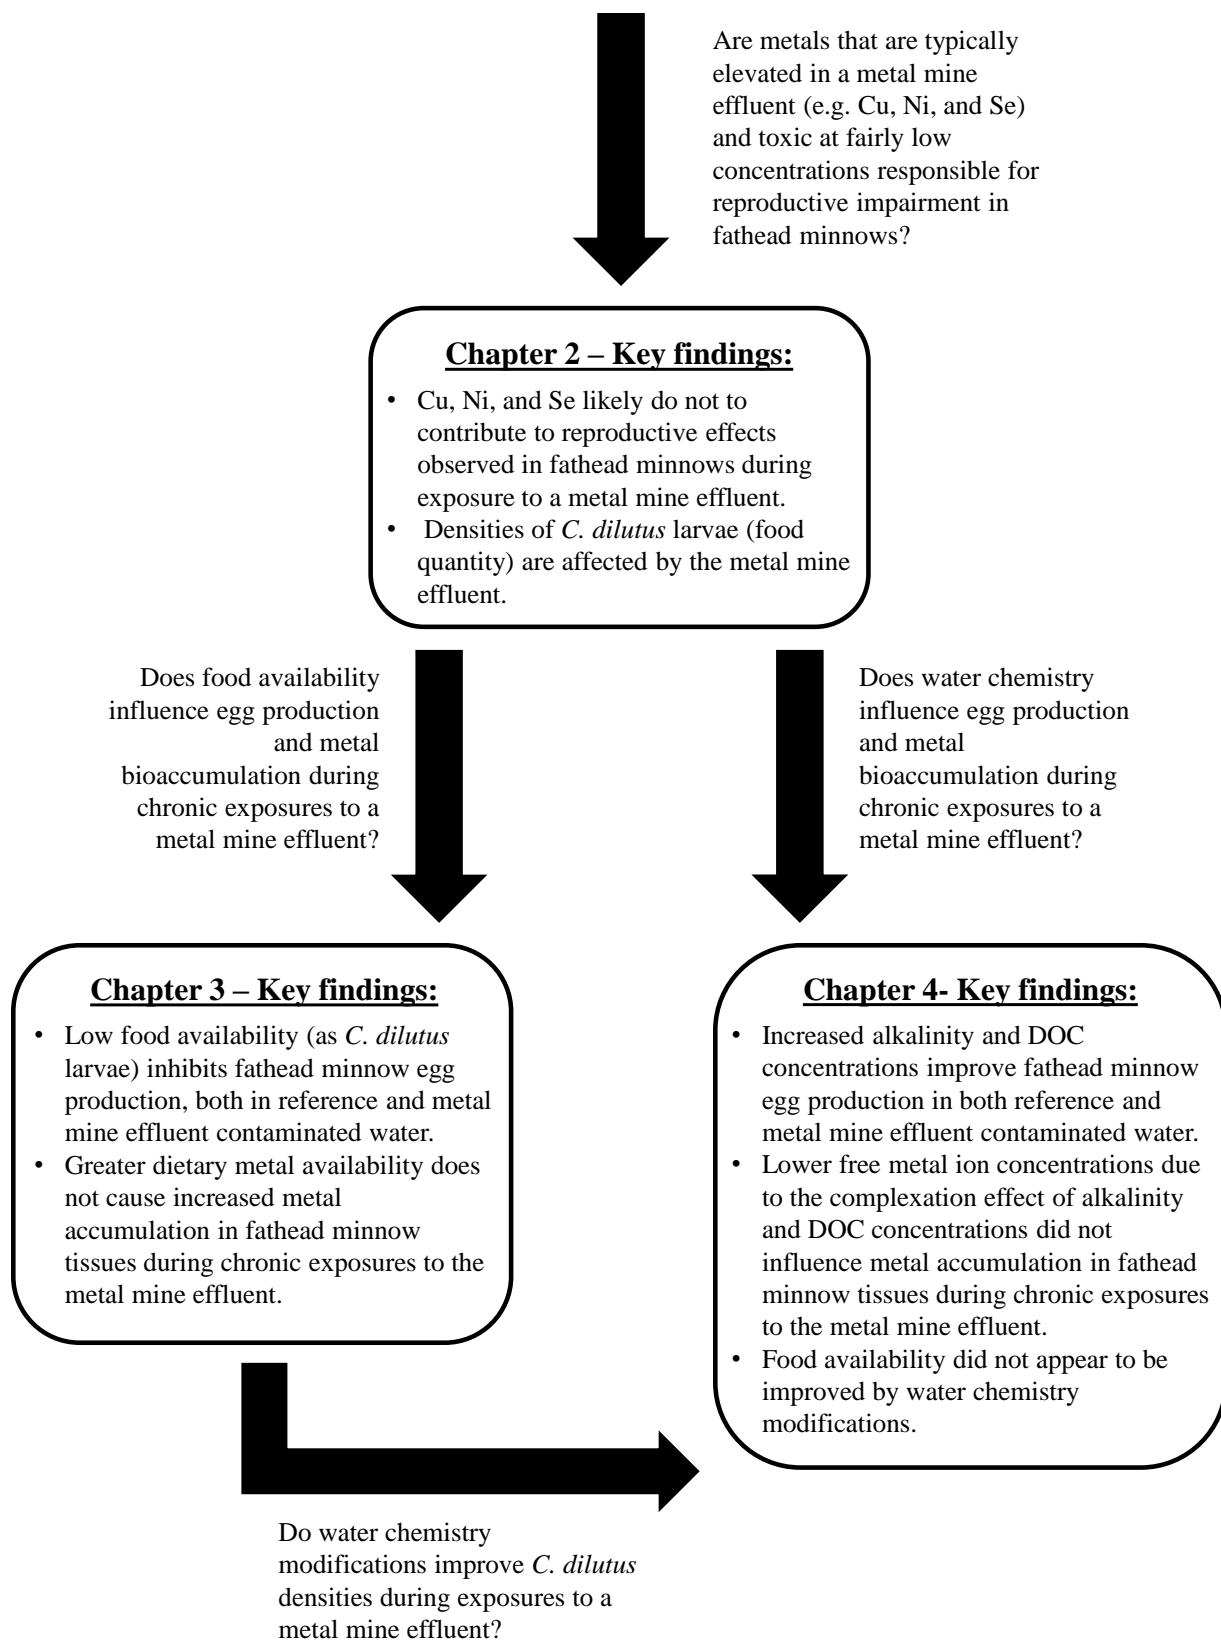 Are metals that are typically
elevated in a metal mine
effluent (e.g. Cu, Ni, and Se)
and toxic at fairly low
concentrations responsible for
reproductive impairment in
fathead minnows?
Chapter 2 – Key findings:
• Cu, Ni, and Se likely do not to
contribute to reproductive effects
observed in fathead minnows during
exposure to a metal mine effluent.
• Densities of C. dilutus larvae (food
quantity) are affected by the metal mine
effluent.
Does food availability
influence egg production
and metal
bioaccumulation during
chronic exposures to a
metal mine effluent?
Does water chemistry
influence egg production
and metal
bioaccumulation during
chronic exposures to a
metal mine effluent?
Chapter 3 – Key findings:
• Low food availability (as C. dilutus
larvae) inhibits fathead minnow egg
production, both in reference and metal
mine effluent contaminated water.
• Greater dietary metal availability does
not cause increased metal
accumulation in fathead minnow
tissues during chronic exposures to the
metal mine effluent.
Chapter 4- Key findings:
• Increased alkalinity and DOC
concentrations improve fathead minnow
egg production in both reference and
metal mine effluent contaminated water.
• Lower free metal ion concentrations due
to the complexation effect of alkalinity
and DOC concentrations did not
influence metal accumulation in fathead
minnow tissues during chronic exposures
to the metal mine effluent.
• Food availability did not appear to be
improved by water chemistry
modifications.
Do water chemistry
modifications improve C. dilutus
densities during exposures to a
metal mine effluent?